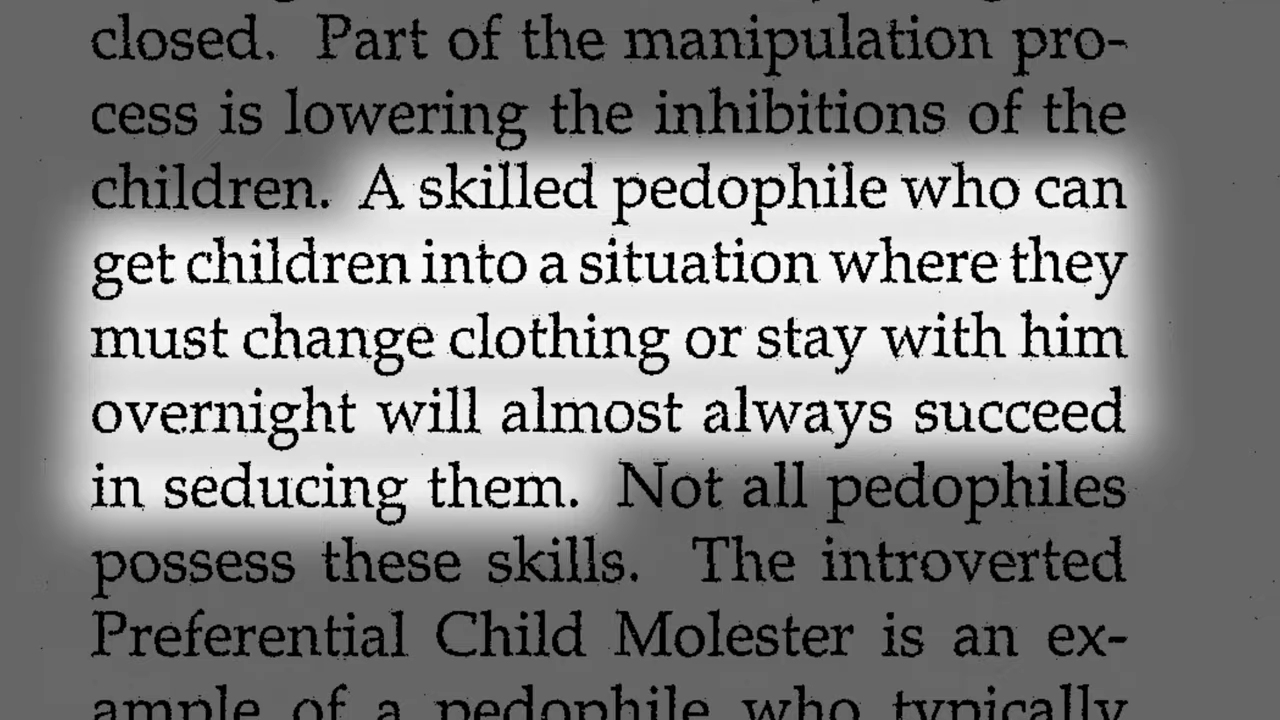 closed. Part of the manipulation pro-
cess is lowering the inhibitions of the
children. A skilled pedophile who can
get children into a situation where they
must change clothing or stay with him
overnight will almost always succeed
in seducing them. Not all pedophiles
possess these skills. The introverted
Preferential Child Molester is an ex-
ample of a pedophile who typically